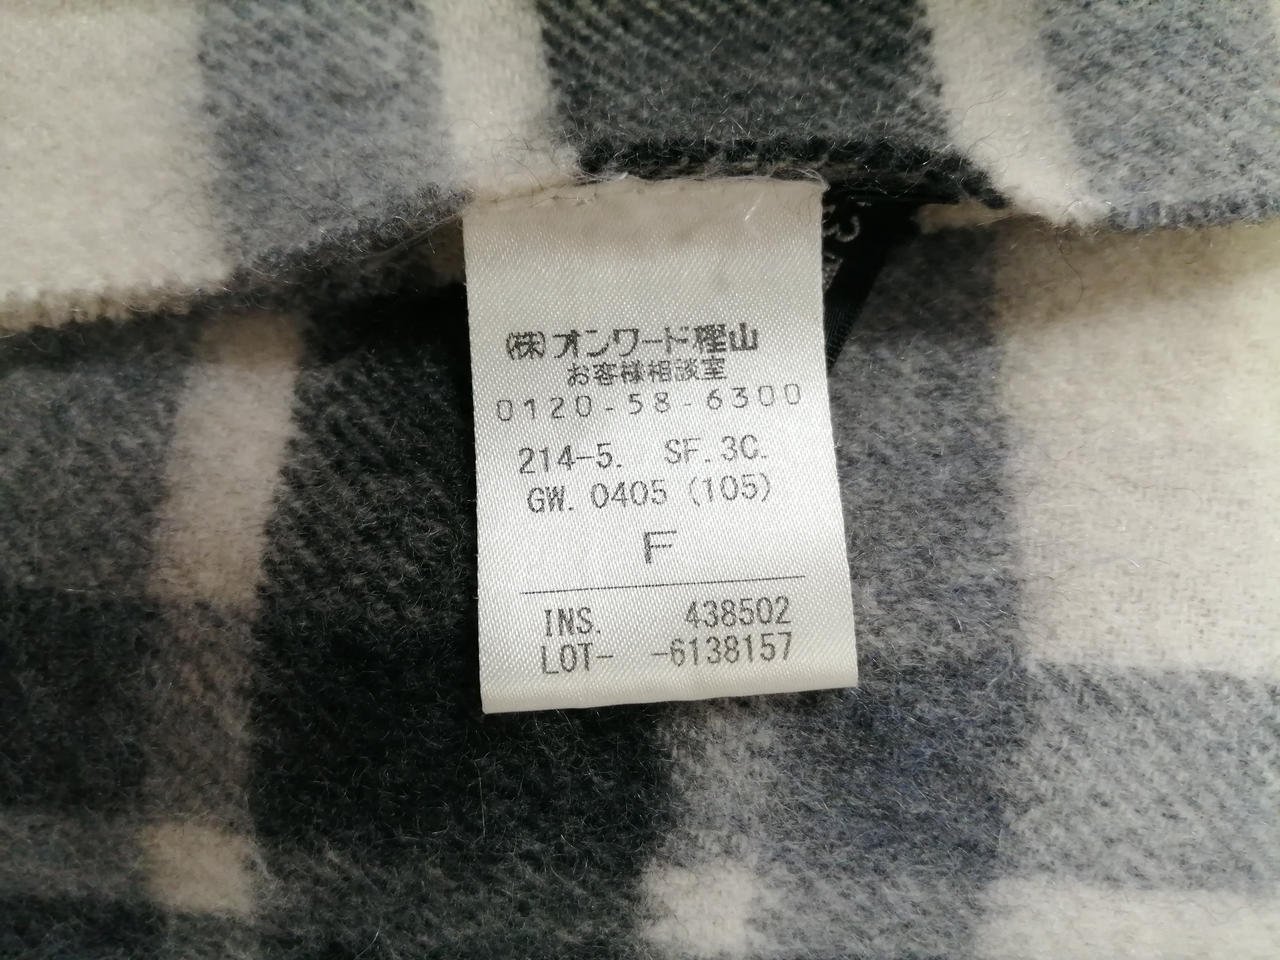 (株)オンワード樫山
お客様相談室
0120-58-6300
214-5. SF.3C.
GW. 0405 (105)
F
INS. 438502
LOT- -6138157
3